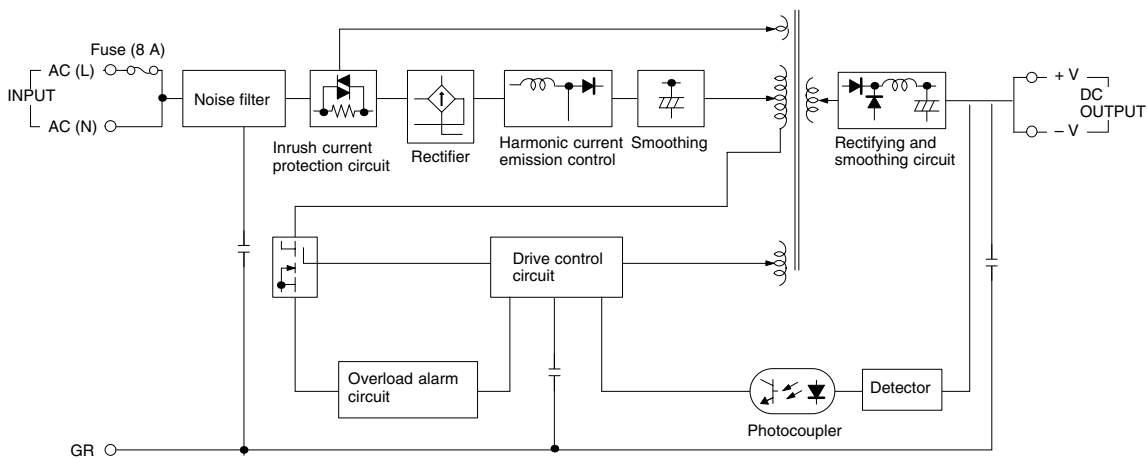 Fuse (8 A)
AC (L)
INPUT
AC (N)
Noise filter
Inrush current
protection circuit
Rectifier
Harmonic current
emission control
Smoothing
Rectifying and
smoothing circuit
+ V
DC
OUTPUT
– V
Drive control
circuit
Overload alarm
circuit
Photocoupler
Detector
GR